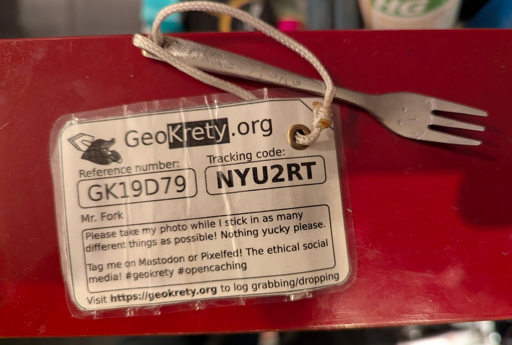 GeoKrety.org
Reference number:
GK19D79
Tracking code:
NYU2RT
Mr. Fork
Please take my photo while I stick in as many
different things as possible! Nothing yucky please.
Tag me on Mastodon or Pixelfed! The ethical social
media! #geokrety #opencaching
Visit https://geokrety.org to log grabbing/dropping